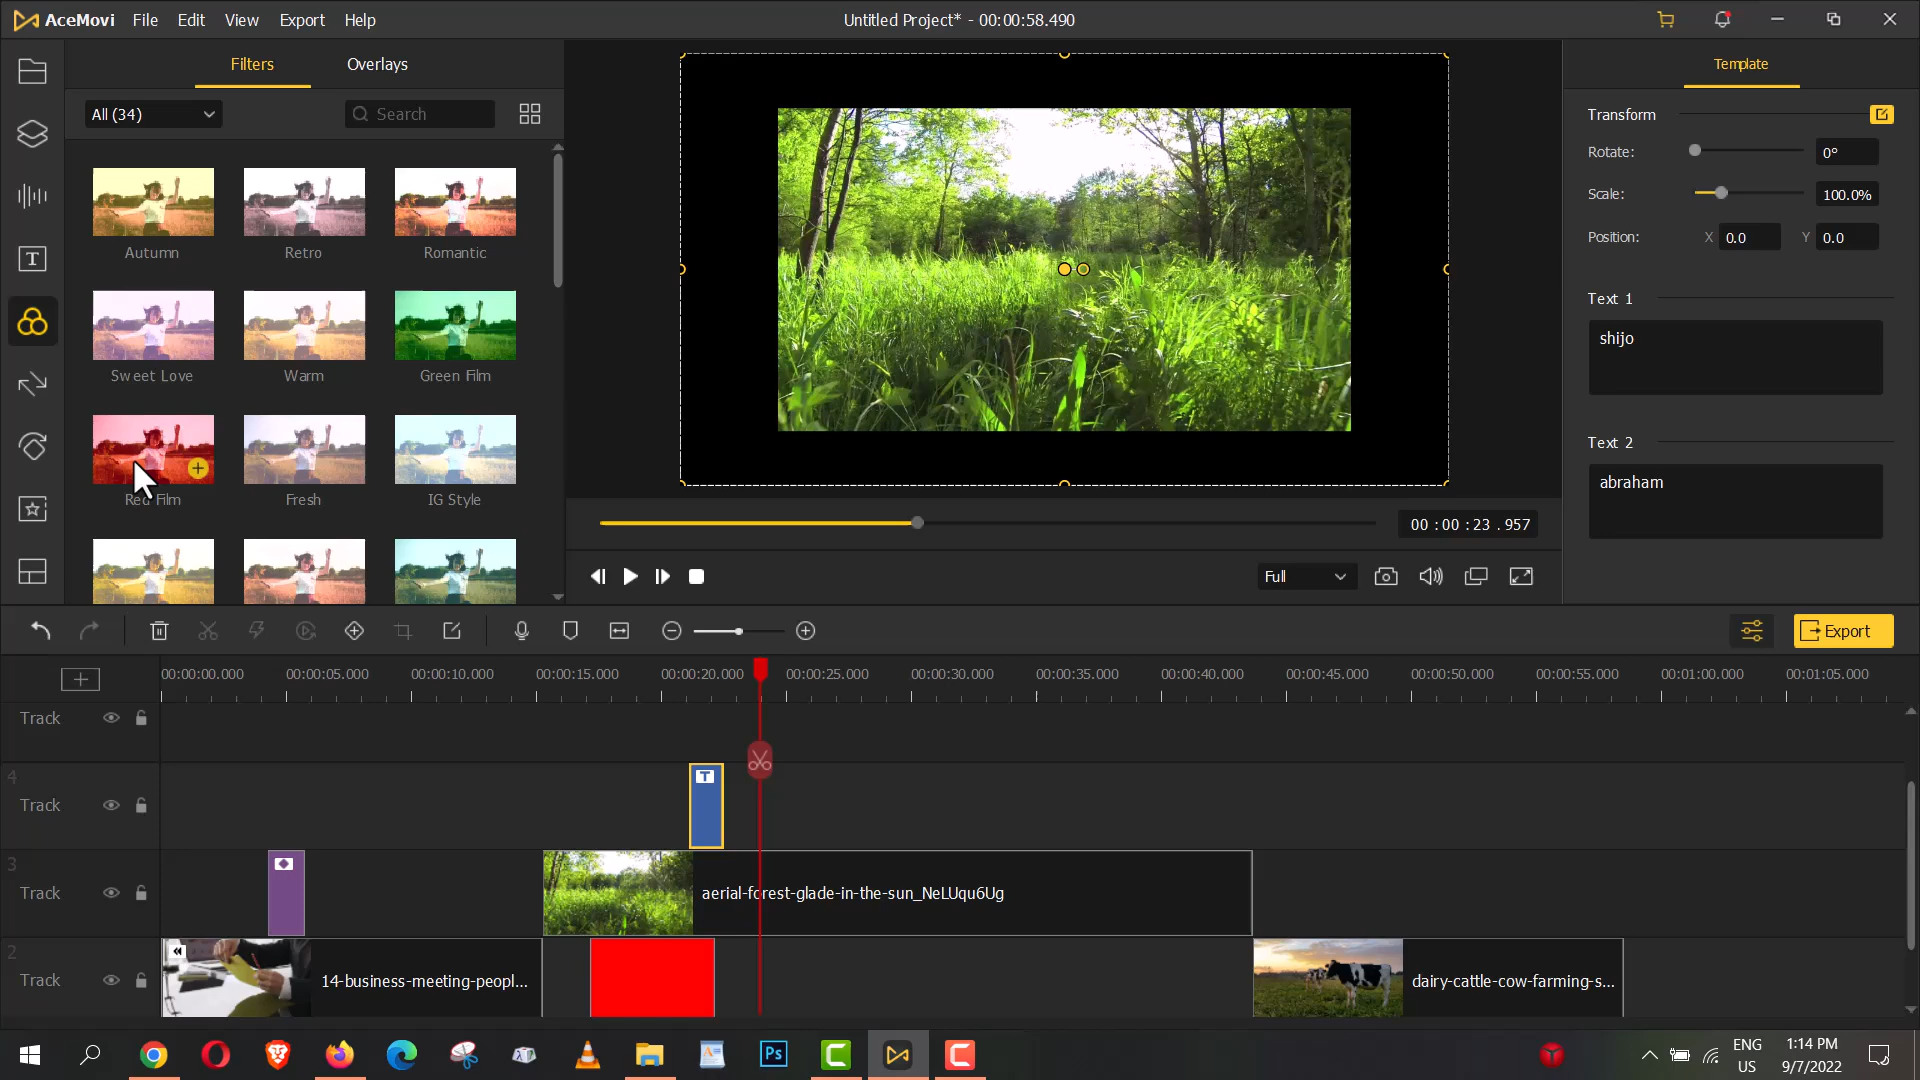 AceMovi File Edit View Export Help Untitled Project* - 00:00:58.490
Filters Overlays Template
All (34) Search
Transform
Rotate: 0°
Scale: 100.0%
Position: X 0.0 Y 0.0
Autumn Retro Romantic
Text 1
shijo
Sweet Love Warm Green Film
Text 2
abraham
Red Film Fresh IG Style
00 : 00 : 23 . 957
Full
Export
00:00:00.000 00:00:05.000 00:00:10.000 00:00:15.000 00:00:20.000 00:00:25.000 00:00:30.000 00:00:35.000 00:00:40.000 00:00:45.000 00:00:50.000 00:00:55.000 00:01:00.000 00:01:05.000
Track
4
Track T
3
Track aerial-forest-glade-in-the-sun_NeLUqu6Ug
2
Track 14-business-meeting-peopl... dairy-cattle-cow-farming-s...
Ps
ENG 1:14 PM
US 9/7/2022